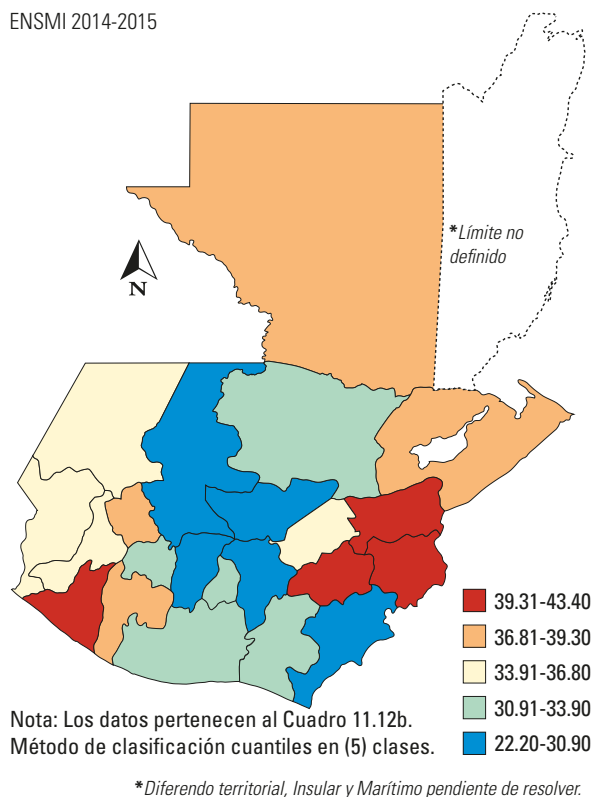 ENSMI 2014-2015
*Límite no
definido
N
39.31-43.40
36.81-39.30
33.91-36.80
30.91-33.90
22.20-30.90
Nota: Los datos pertenecen al Cuadro 11.12b.
Método de clasificación cuantiles en (5) clases.
*Diferendo territorial, Insular y Marítimo pendiente de resolver.